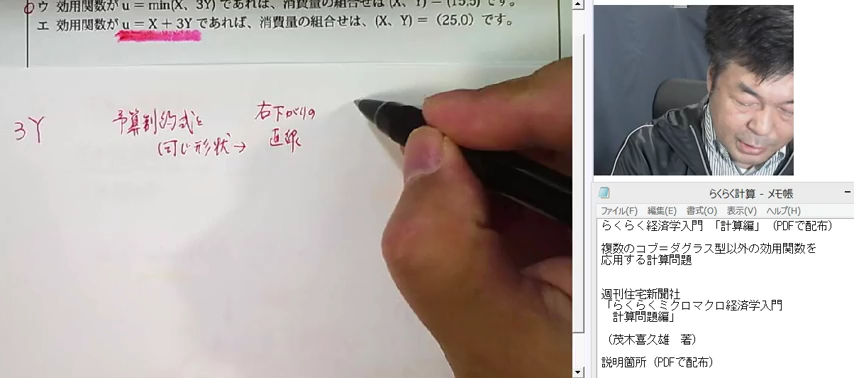 ウ 効用関数が u = min(X、3Y) であれば、消費量の組合せは (X、Y) = (15,5) です。
エ 効用関数が u = X + 3Y であれば、消費量の組合せは、(X、Y) = (25,0) です。
3Y
予算制約式と
同じ形状→
右下がりの
直線
らくらく計算 - メモ帳
ファイル(F) 編集(E) 書式(O) 表示(V) ヘルプ(H)
らくらく経済学入門 「計算編」 (PDFで配布)
複数のコブ=ダグラス型以外の効用関数を
応用する計算問題
週刊住宅新聞社
「らくらくミクロマクロ経済学入門
計算問題編」
(茂木喜久雄 著)
説明箇所 (PDFで配布)